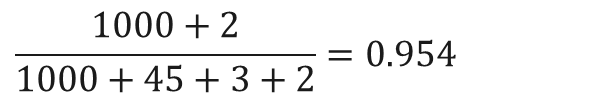 1000 + 2
1000 + 45 + 3 + 2
= 0.954